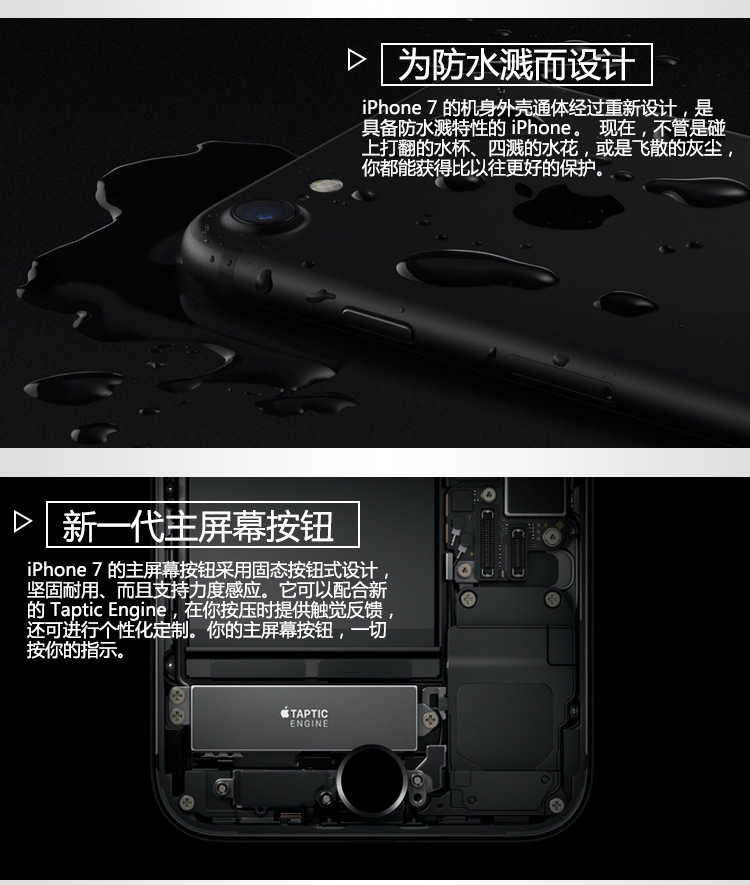 为防水溅而设计
iPhone 7 的机身外壳通体经过重新设计，是
具备防水溅特性的 iPhone。 现在，不管是碰
上打翻的水杯、四溅的水花，或是飞散的灰尘，
你都能获得比以往更好的保护。
新一代主屏幕按钮
iPhone 7 的主屏幕按钮采用固态按钮式设计，
坚固耐用、而且支持力度感应。它可以配合新
的 Taptic Engine，在你按压时提供触觉反馈，
还可进行个性化定制。你的主屏幕按钮，一切
按你的指示。
TAPTIC
ENGINE